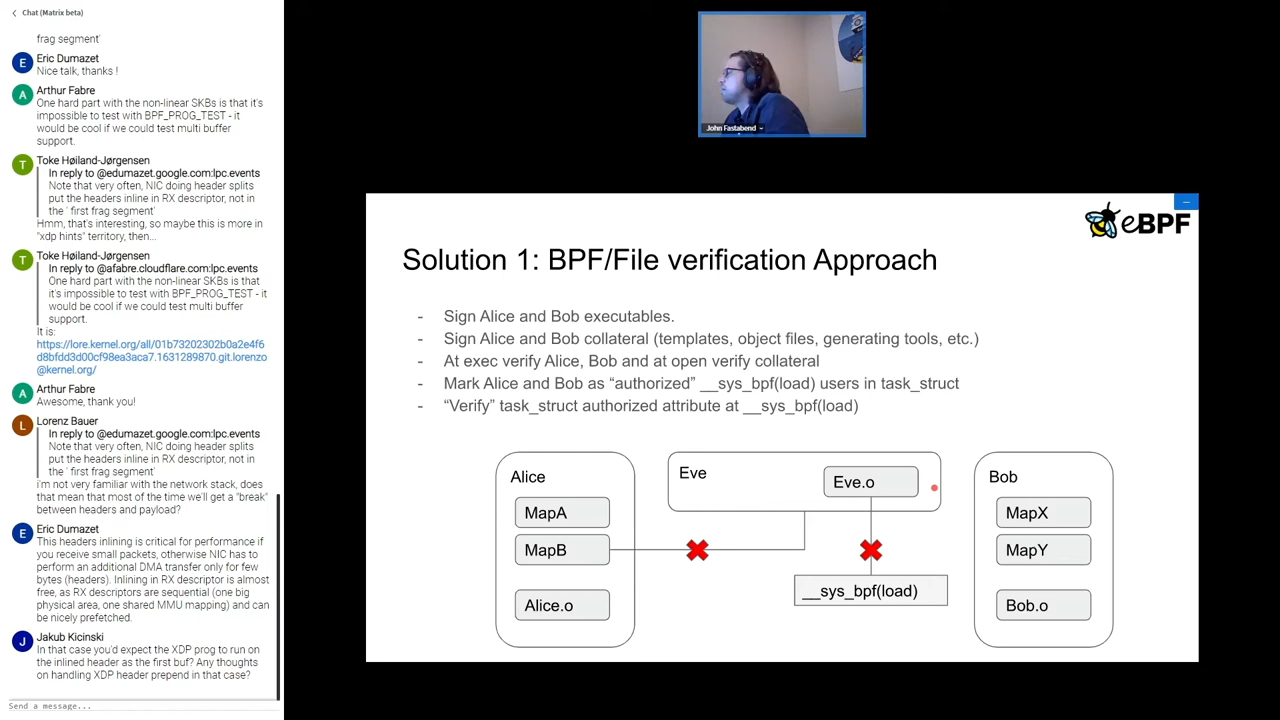 Chat (Matrix beta)
frag segment'
E
Eric Dumazet
Nice talk, thanks !
A
Arthur Fabre
One hard part with the non-linear SKBs is that it's
impossible to test with BPF_PROG_TEST - it
would be cool if we could test multi buffer
support.
T
Toke Høiland-Jørgensen
In reply to @edumazet.google.com:lpc.events
Note that very often, NIC doing header splits
put the headers inline in RX descriptor, not in
the ' first frag segment'
Hmm, that's interesting, so maybe this is more in
"xdp hints" territory, then...
T
Toke Høiland-Jørgensen
In reply to @afabre.cloudflare.com:lpc.events
One hard part with the non-linear SKBs is that
it's impossible to test with BPF_PROG_TEST - it
would be cool if we could test multi buffer
support.
It is:
https://lore.kernel.org/all/01b73202302b0a2e4f6
d8bfdd3d00cf98ea3aca7.1631289870.git.lorenzo
@kernel.org/
A
Arthur Fabre
Awesome, thank you!
L
Lorenz Bauer
In reply to @edumazet.google.com:lpc.events
Note that very often, NIC doing header splits
put the headers inline in RX descriptor, not in
the ' first frag segment'
i'm not very familiar with the network stack, does
that mean that most of the time we'll get a "break"
between headers and payload?
E
Eric Dumazet
This headers inlining is critical for performance if
you receive small packets, otherwise NIC has to
perform an additional DMA transfer only for few
bytes (headers). Inlining in RX descriptor is almost
free, as RX descriptors are sequential (one big
physical area, one shared MMU mapping) and can
be nicely prefetched.
J
Jakub Kicinski
In that case you'd expect the XDP prog to run on
the inlined header as the first buf? Any thoughts
on handling XDP header prepend in that case?
Send a message...
John Fastabend
eBPF
Solution 1: BPF/File verification Approach
- Sign Alice and Bob executables.
- Sign Alice and Bob collateral (templates, object files, generating tools, etc.)
- At exec verify Alice, Bob and at open verify collateral
- Mark Alice and Bob as “authorized” __sys_bpf(load) users in task_struct
- “Verify” task_struct authorized attribute at __sys_bpf(load)
Alice
MapA
MapB
Alice.o
Eve
Eve.o
__sys_bpf(load)
Bob
MapX
MapY
Bob.o